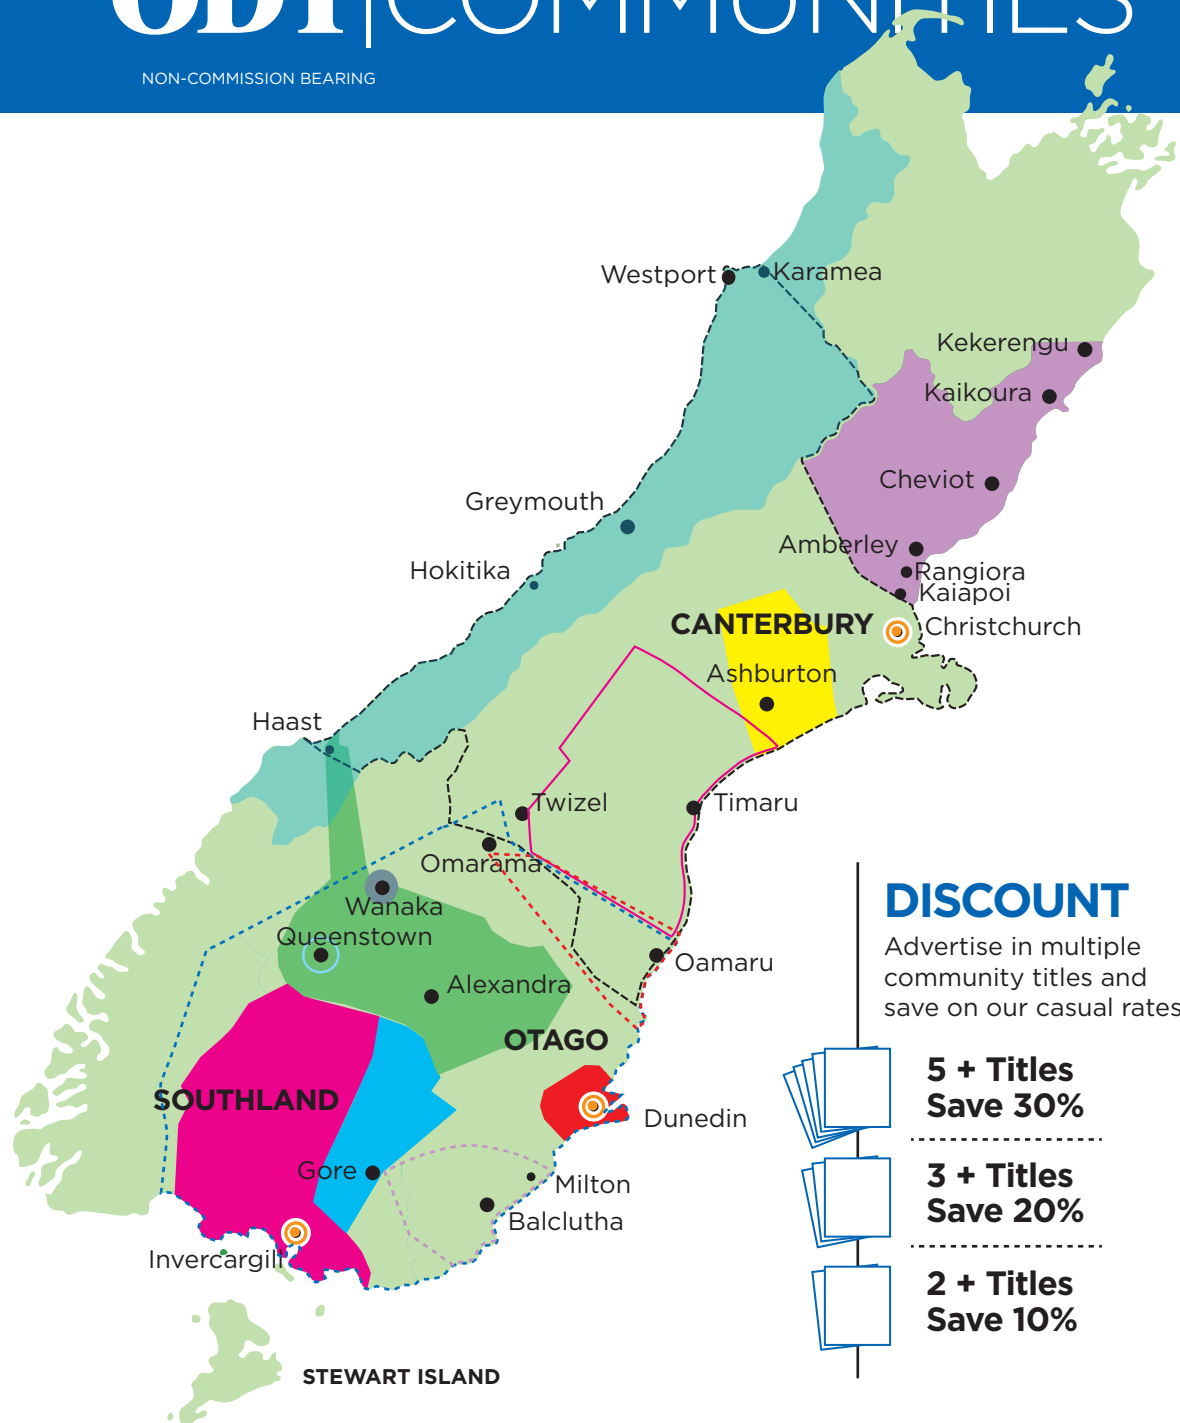 ODT | COMMUNITIES
NON-COMMISSION BEARING
Westport
Karamea
Kekerengu
Kaikoura
Cheviot
Greymouth
Amberley
Hokitika
Rangiora
Kaiapoi
CANTERBURY
Christchurch
Ashburton
Haast
Twizel
Timaru
Omarama
Wanaka
Queenstown
Oamaru
Alexandra
OTAGO
SOUTHLAND
Dunedin
Gore
Milton
Balclutha
Invercargill
STEWART ISLAND
DISCOUNT
Advertise in multiple
community titles and
save on our casual rates
5 + Titles
Save 30%
3 + Titles
Save 20%
2 + Titles
Save 10%